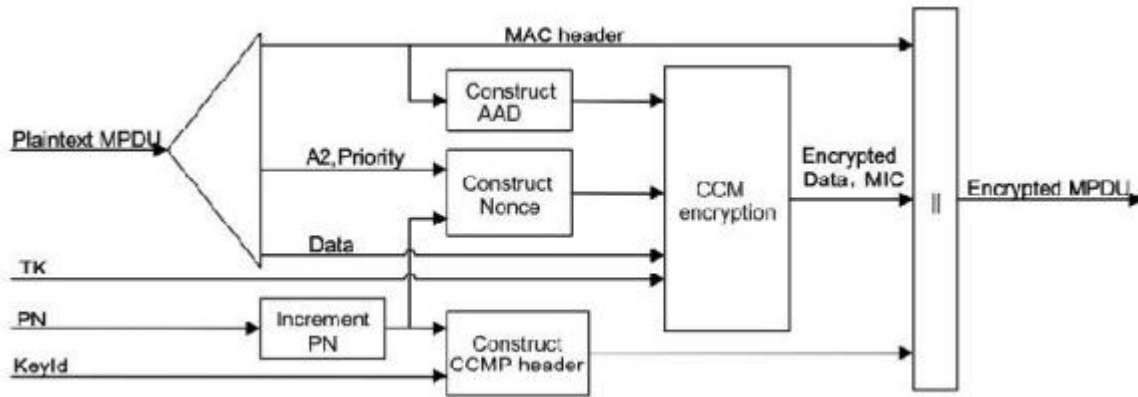 MAC header
Construct
AAD
Plaintext MPDU
A2,Priority
Construct
Nonce
CCM
encryption
Encrypted
Data, MIC
||
Encrypted MPDU
Data
TK
PN
Increment
PN
Construct
CCMP header
KeyId